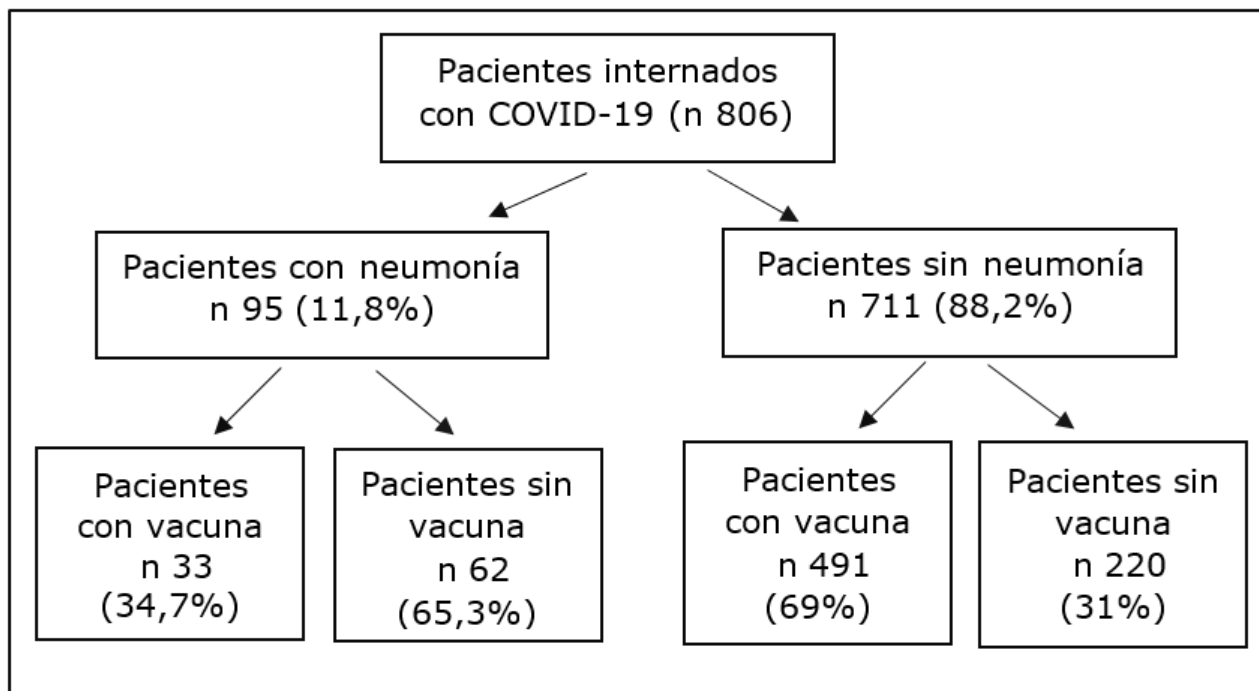 Pacientes internados
con COVID-19 (n 806)
Pacientes con neumonía
n 95 (11,8%)
Pacientes sin neumonía
n 711 (88,2%)
Pacientes
con vacuna
n 33
(34,7%)
Pacientes sin
vacuna
n 62
(65,3%)
Pacientes
con vacuna
n 491
(69%)
Pacientes sin
vacuna
n 220
(31%)